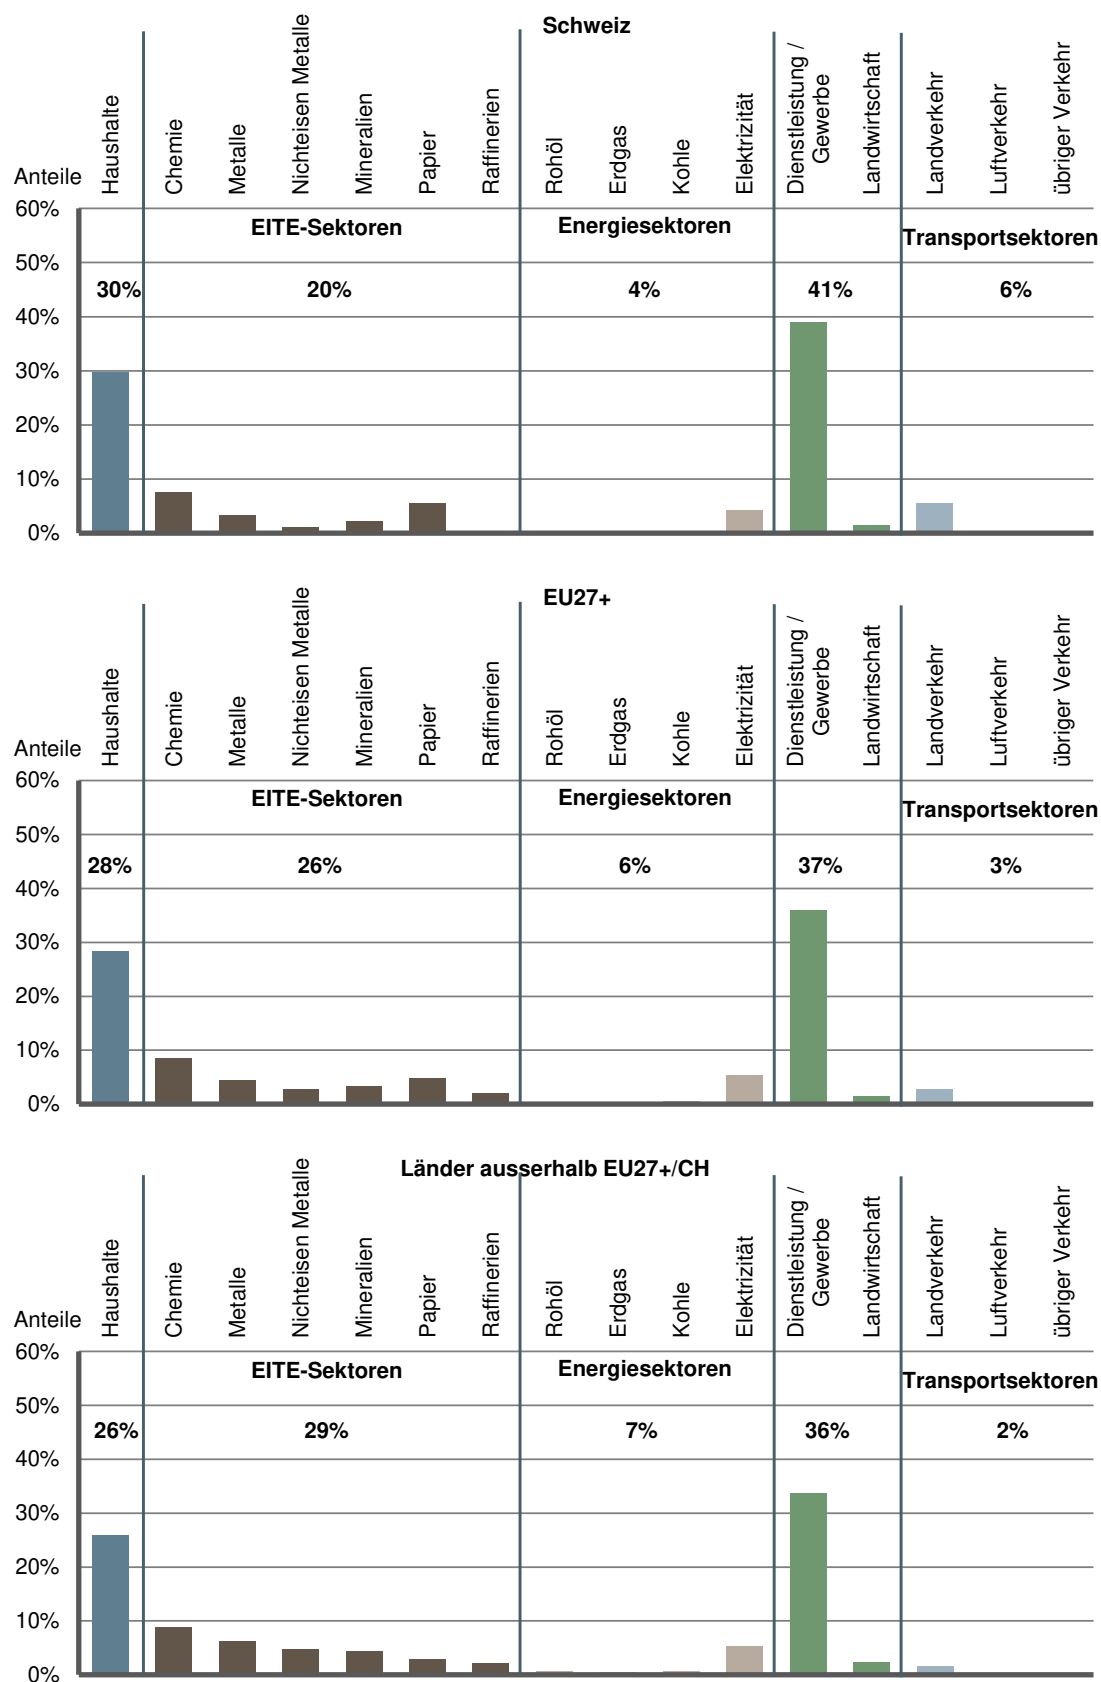 Schweiz
Anteile
Haushalte
Chemie
Metalle
Nichteisen Metalle
Mineralien
Papier
Raffinerien
Rohöl
Erdgas
Kohle
Elektrizität
Dienstleistung /
Gewerbe
Landwirtschaft
Landverkehr
Luftverkehr
übriger Verkehr
EITE-Sektoren
Energiesektoren
Transportsektoren
30%
20%
4%
41%
6%
60%
50%
40%
30%
20%
10%
0%
EU27+
Anteile
Haushalte
Chemie
Metalle
Nichteisen Metalle
Mineralien
Papier
Raffinerien
Rohöl
Erdgas
Kohle
Elektrizität
Dienstleistung /
Gewerbe
Landwirtschaft
Landverkehr
Luftverkehr
übriger Verkehr
EITE-Sektoren
Energiesektoren
Transportsektoren
28%
26%
6%
37%
3%
60%
50%
40%
30%
20%
10%
0%
Länder ausserhalb EU27+/CH
Anteile
Haushalte
Chemie
Metalle
Nichteisen Metalle
Mineralien
Papier
Raffinerien
Rohöl
Erdgas
Kohle
Elektrizität
Dienstleistung /
Gewerbe
Landwirtschaft
Landverkehr
Luftverkehr
übriger Verkehr
EITE-Sektoren
Energiesektoren
Transportsektoren
26%
29%
7%
36%
2%
60%
50%
40%
30%
20%
10%
0%